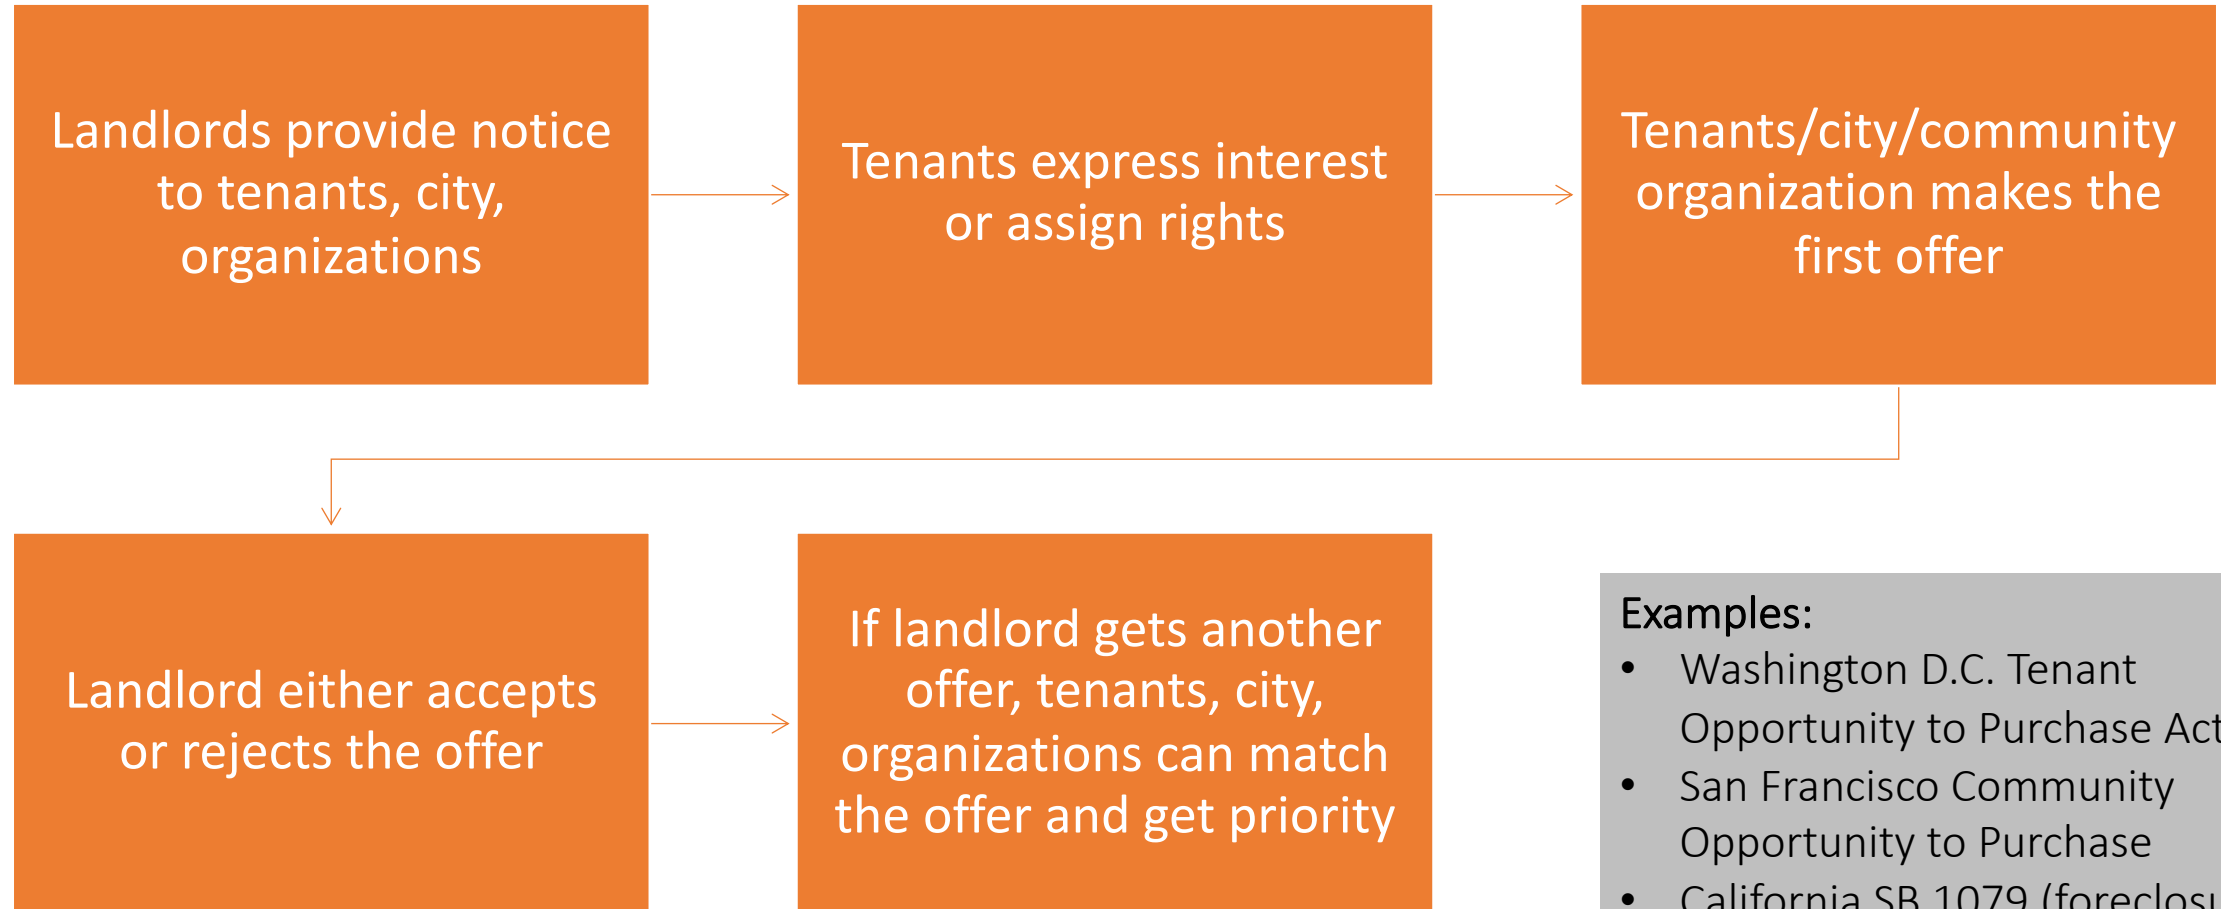 Landlords provide notice
to tenants, city,
organizations
Tenants express interest
or assign rights
Tenants/city/community
organization makes the
first offer
Landlord either accepts
or rejects the offer
If landlord gets another
offer, tenants, city,
organizations can match
the offer and get priority
Examples:
• Washington D.C. Tenant
Opportunity to Purchase Act
• San Francisco Community
Opportunity to Purchase
• California SB 1079